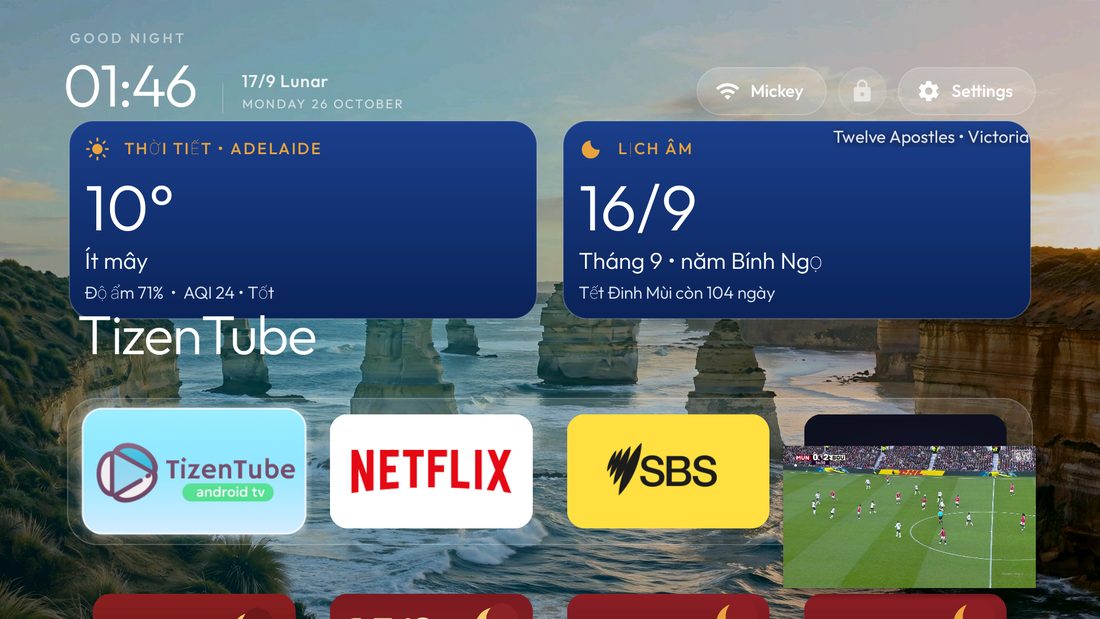 GOOD NIGHT
01:46
17/9 Lunar
MONDAY 26 OCTOBER
Mickey
Settings
THỜI TIẾT • ADELAIDE
10°
Ít mây
Độ ẩm 71% • AQI 24 • Tốt
LỊCH ÂM
Twelve Apostles • Victoria
16/9
Tháng 9 • năm Bính Ngọ
Tết Đinh Mùi còn 104 ngày
TizenTube
TizenTube
android tv
NETFLIX
SBS
MUN
DHL